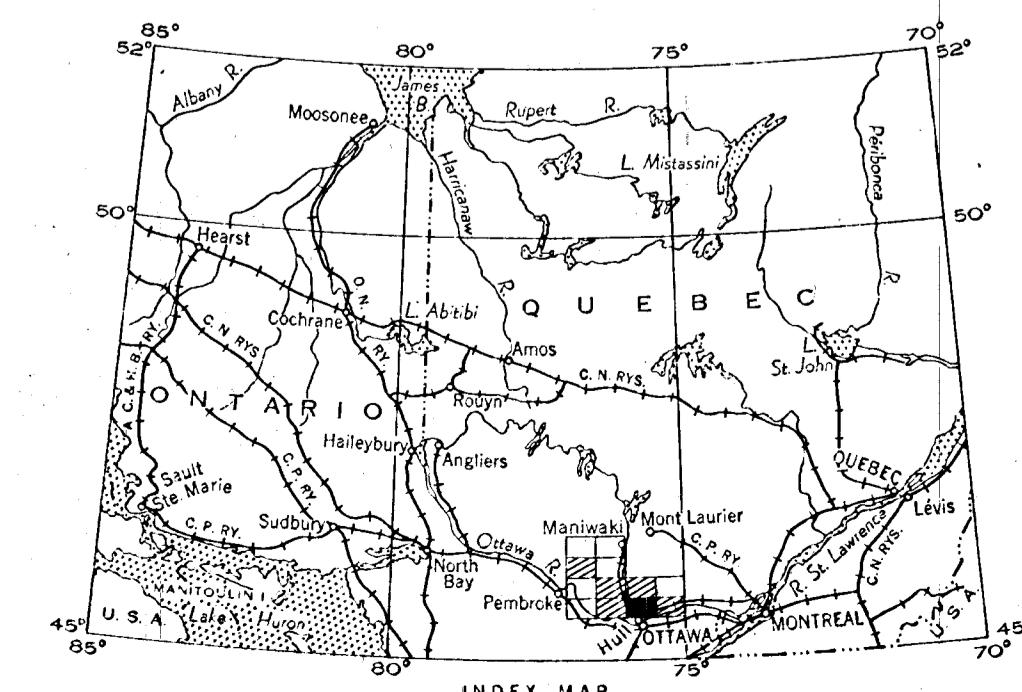 85°
52°
80°
75°
70°
52°
Albany R.
James B.
Moosonee
Rupert R.
L. Mistassini
Péribonca R.
Harricanaw R.
50°
50°
Hearst
O. N. RY.
QUEBEC
L. Abitibi
Cochrane
C. N. RYS.
A.C. & H. B. RY.
Amos
L. St. John
C. N. RYS.
ONTARIO
Rouyn
Haileybury
Angliers
C. P. RY.
Sault Ste Marie
QUEBEC
Lévis
Sudbury
C. P. RY.
Maniwaki
Mont Laurier
C. P. RY
St. Lawrence R.
C. N. RYS.
Ottawa R.
North Bay
MANITOULIN I
Pembroke
U. S. A
Lake Huron
Hull
OTTAWA
MONTREAL
U. S. A
45°
85°
80°
75°
45
70°
INDEX MAP